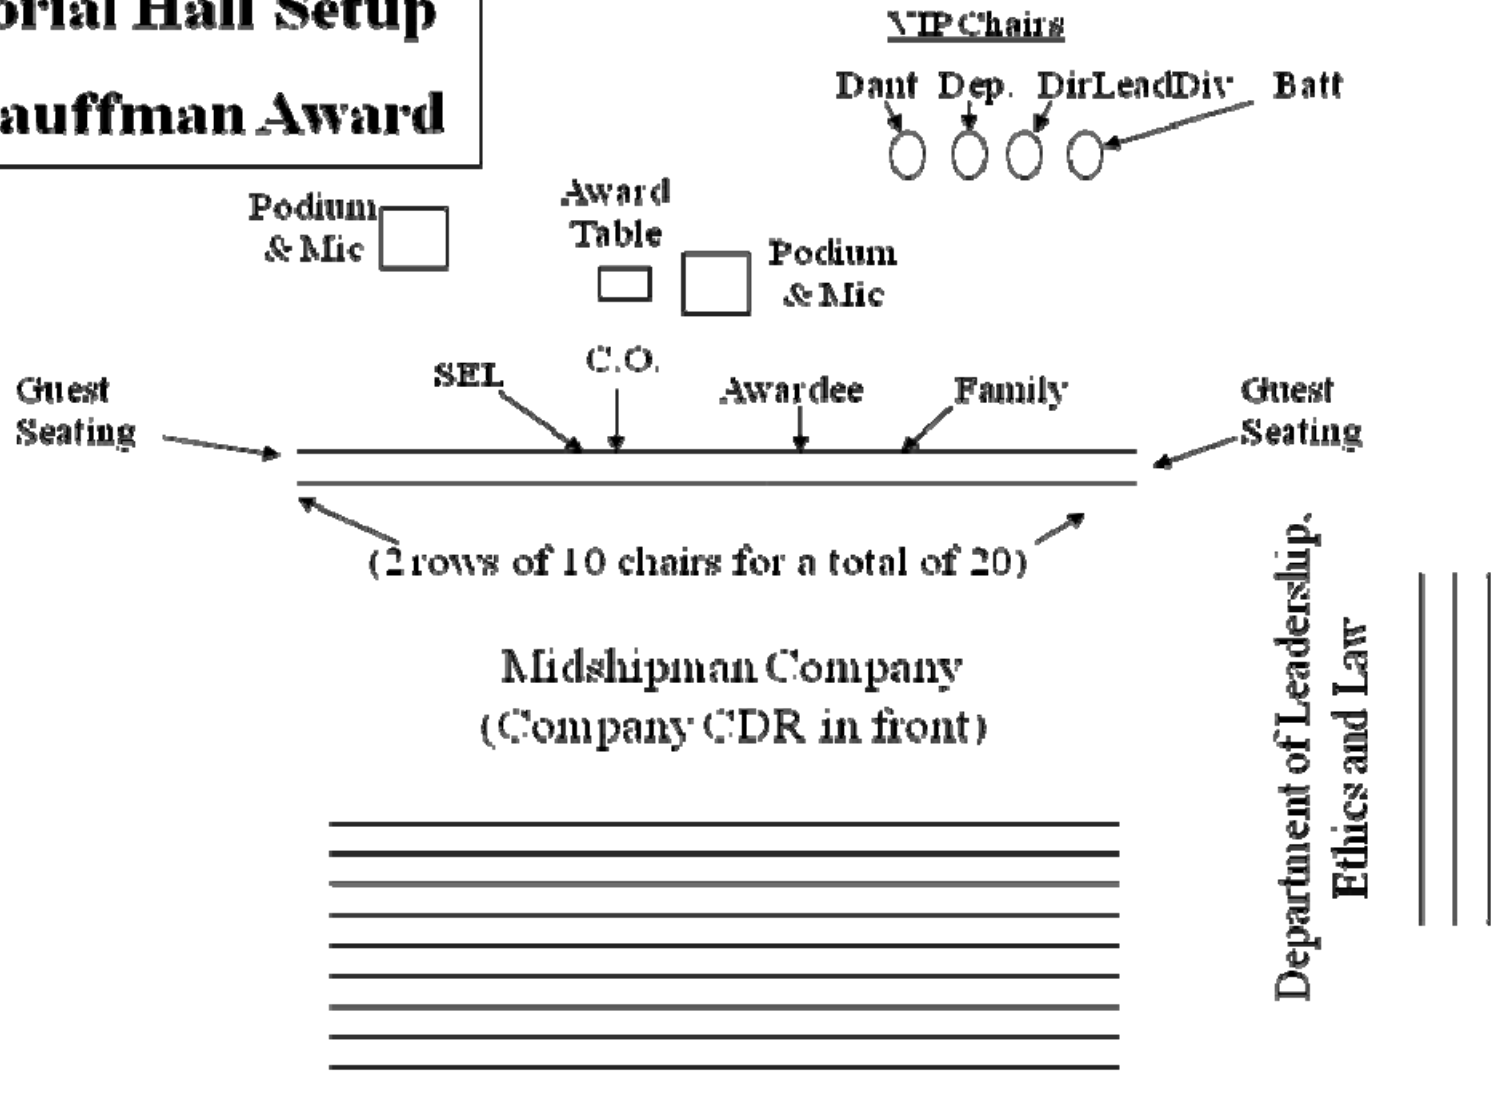 orial Hall Setup
auffman Award
VIP Chairs
Dant Dep. DirLeadDiv Batt
Podium
& Mic
Award
Table
Podium
& Mic
C.O.
SEL
Awardee
Family
Guest
Seating
Guest
Seating
(2 rows of 10 chairs for a total of 20)
Midshipman Company
(Company CDR in front)
Department of Leadership.
Ethics and Law